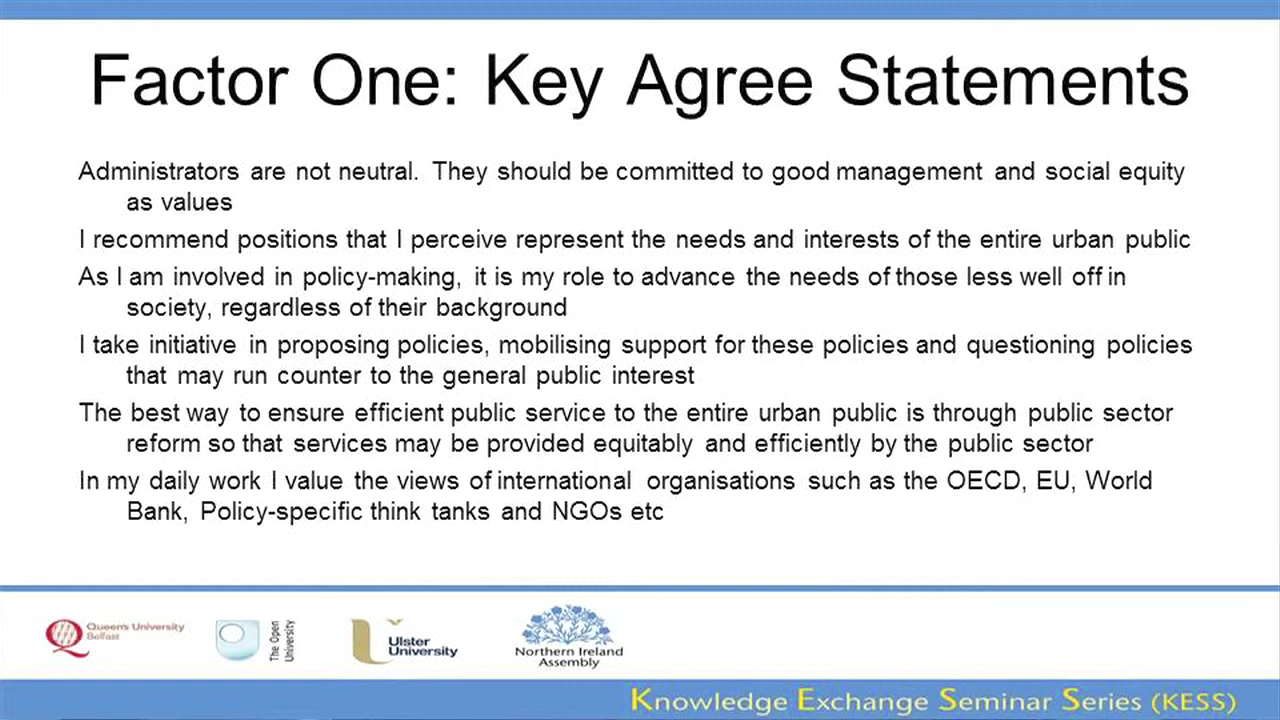 Factor One: Key Agree Statements
Administrators are not neutral. They should be committed to good management and social equity
as values
I recommend positions that I perceive represent the needs and interests of the entire urban public
As I am involved in policy-making, it is my role to advance the needs of those less well off in
society, regardless of their background
I take initiative in proposing policies, mobilising support for these policies and questioning policies
that may run counter to the general public interest
The best way to ensure efficient public service to the entire urban public is through public sector
reform so that services may be provided equitably and efficiently by the public sector
In my daily work I value the views of international organisations such as the OECD, EU, World
Bank, Policy-specific think tanks and NGOs etc
Queen's University
Belfast
The Open
University
Ulster
University
Northern Ireland
Assembly
Knowledge Exchange Seminar Series (KESS)